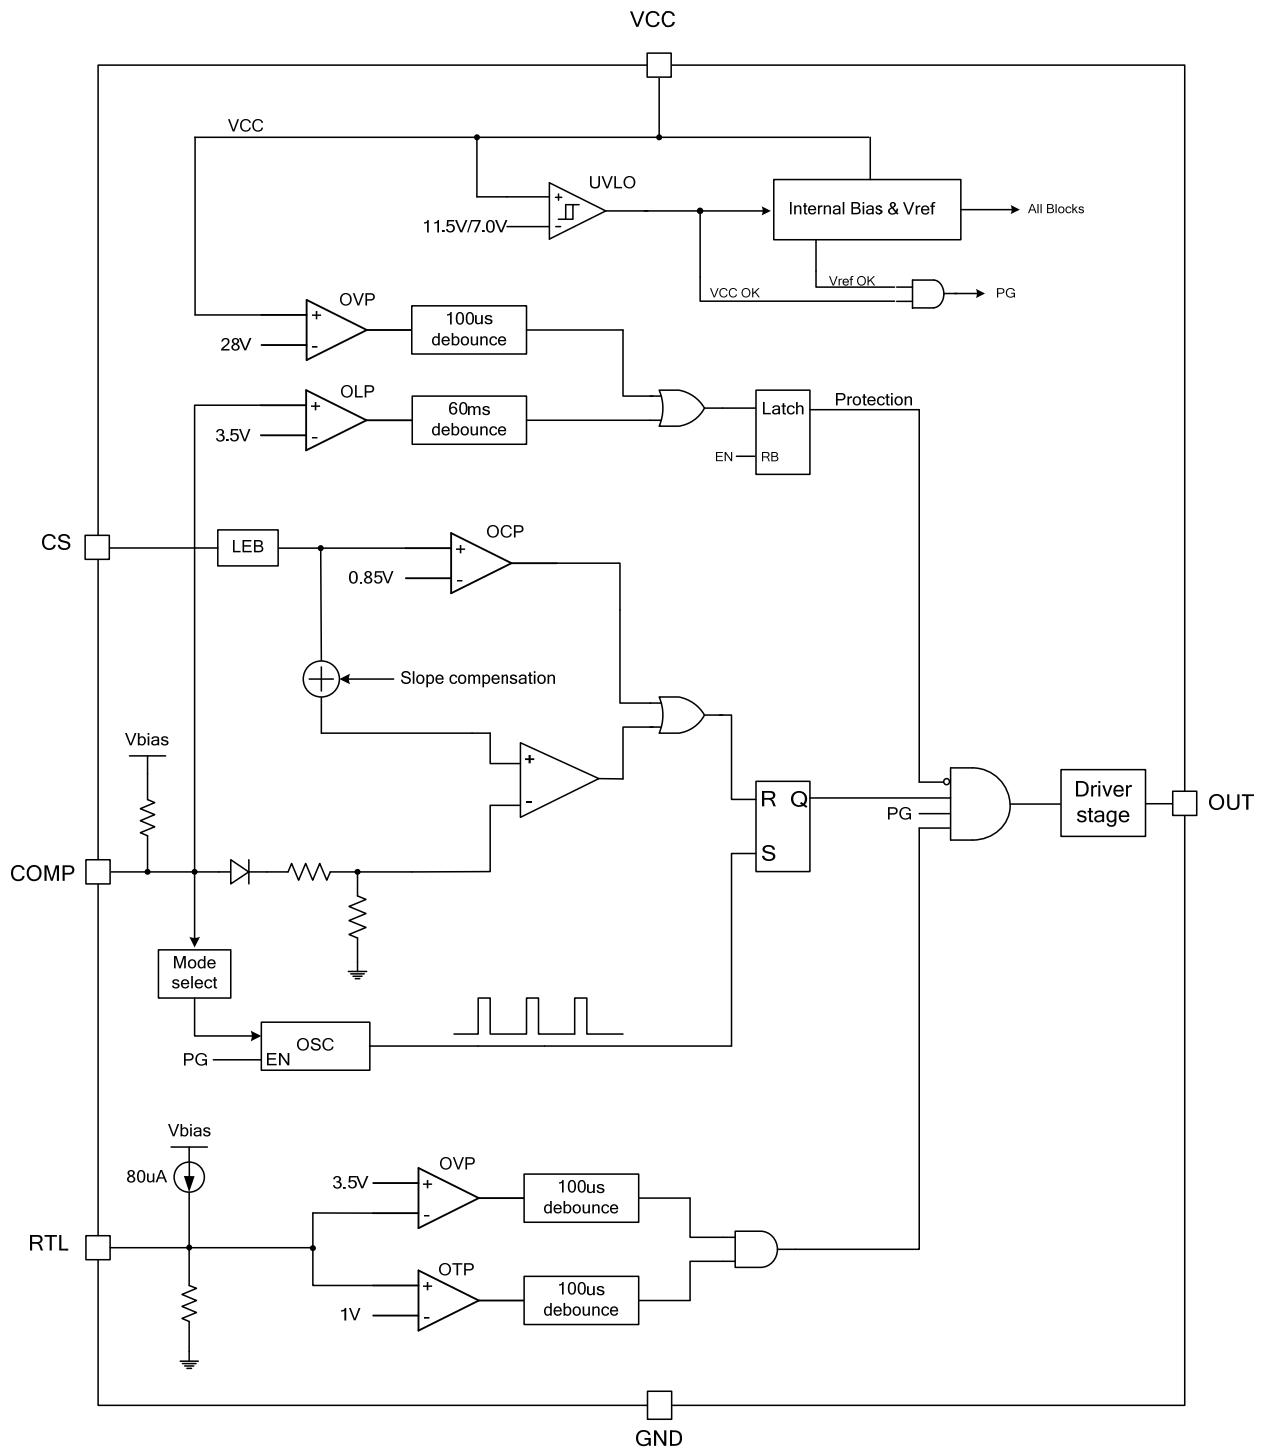 VCC
VCC
UVLO
+
-
11.5V/7.0V
Internal Bias & Vref
All Blocks
Vref OK
VCC OK
PG
OVP
+
-
28V
100us
debounce
OLP
+
-
3.5V
60ms
debounce
Latch
EN
RB
Protection
CS
LEB
OCP
+
-
0.85V
Slope compensation
Vbias
+
-
R Q
S
PG
Driver
stage
OUT
COMP
Mode
select
OSC
PG
EN
Vbias
80uA
OVP
3.5V
+
-
100us
debounce
RTL
OTP
+
-
1V
100us
debounce
GND